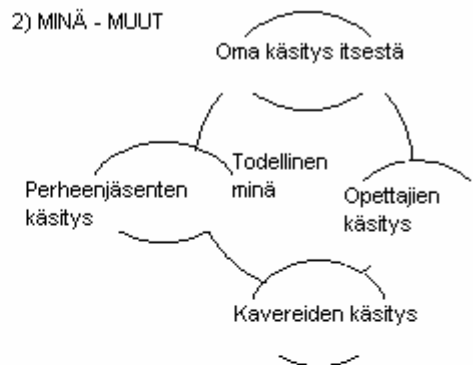 2) MINÄ - MUUT
Oma käsitys itsestä
Todellinen
minä
Perheenjäsenten
käsitys
Opettajien
käsitys
Kavereiden käsitys